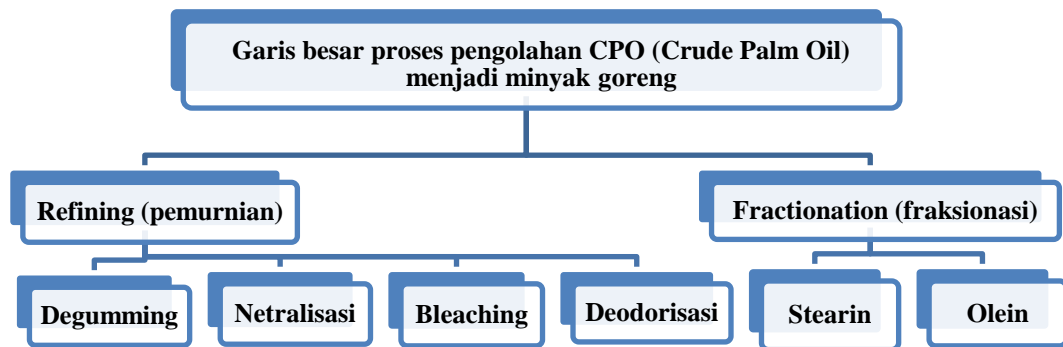 Garis besar proses pengolahan CPO (Crude Palm Oil)
menjadi minyak goreng
Refining (pemurnian)
Fractionation (fraksionasi)
Degumming
Netralisasi
Bleaching
Deodorisasi
Stearin
Olein